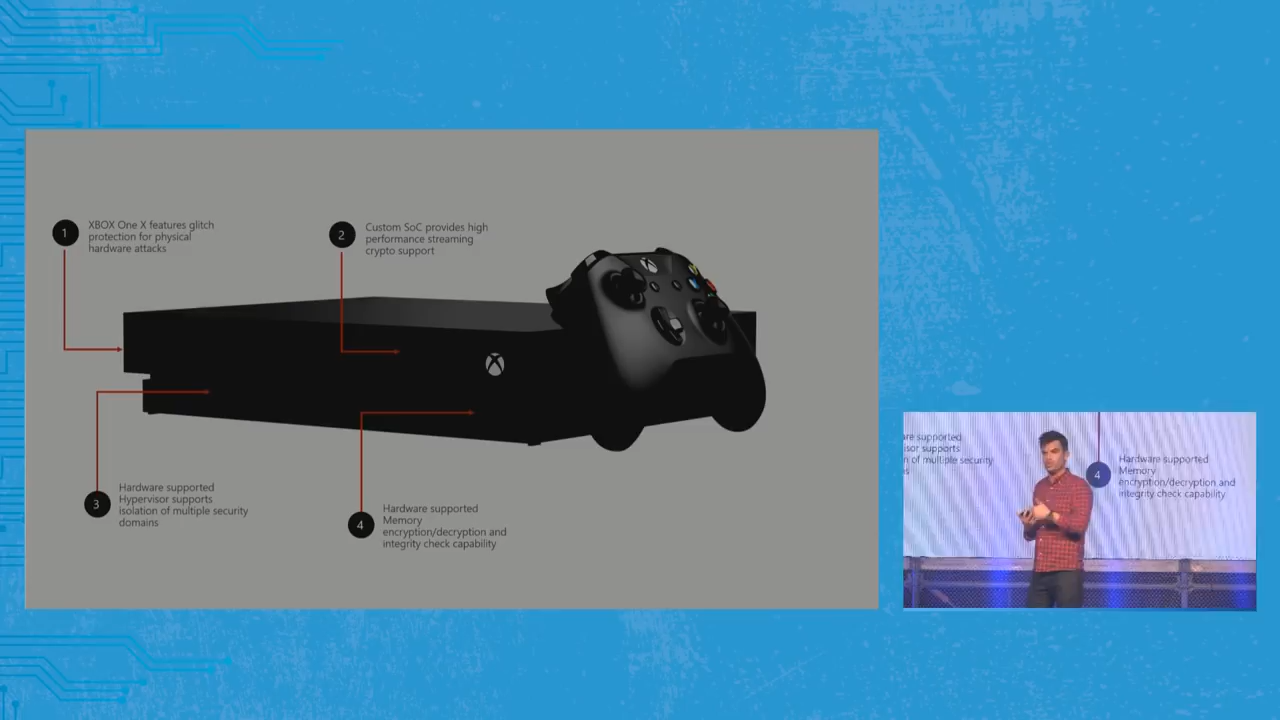 1
XBOX One X features glitch
protection for physical
hardware attacks
2
Custom SoC provides high
performance streaming
crypto support
3
Hardware supported
Hypervisor supports
isolation of multiple security
domains
4
Hardware supported
Memory
encryption/decryption and
integrity check capability
supported
supports
of multiple security
4
Hardware supported
Memory
encryption/decryption and
integrity check capability